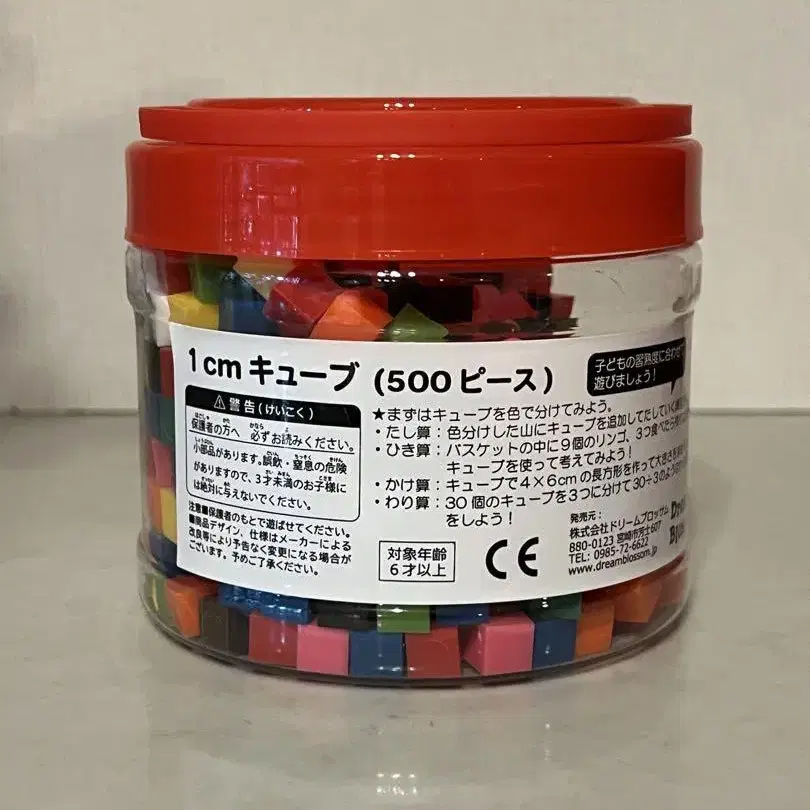 1cm キューブ (500ピース)
子どもの習熟度に合わせて
遊びましょう!
⚠ 警告(けいこく)
保護者の方へ 必ずお読みください。
小部品があります。誤飲・窒息の危険
がありますので、3才未満のお子様に
は絶対に与えないでください。
注意■保護者のもとで遊ばせてください。
■商品デザイン、仕様はメーカーによる
改良等により予告なく変更になる場合が
ございます。予めご了承ください。
★まずはキューブを色で分けてみよう。
・たし算:色分けした山にキューブを追加してたしていく
・ひき算:バスケットの中に9個のリンゴ、3つ食べたら
キューブを使って考えてみよう!
・かけ算:キューブで4×6cmの長方形を作って大きさを
・わり算:30個のキューブを3つに分けて30÷3の
をしよう!
対象年齢
6才以上
CE
発売元:
株式会社ドリームブロッサム
880-0123 宮崎市芳士607
TEL: 0985-72-6622
www.dreamblossom.jp